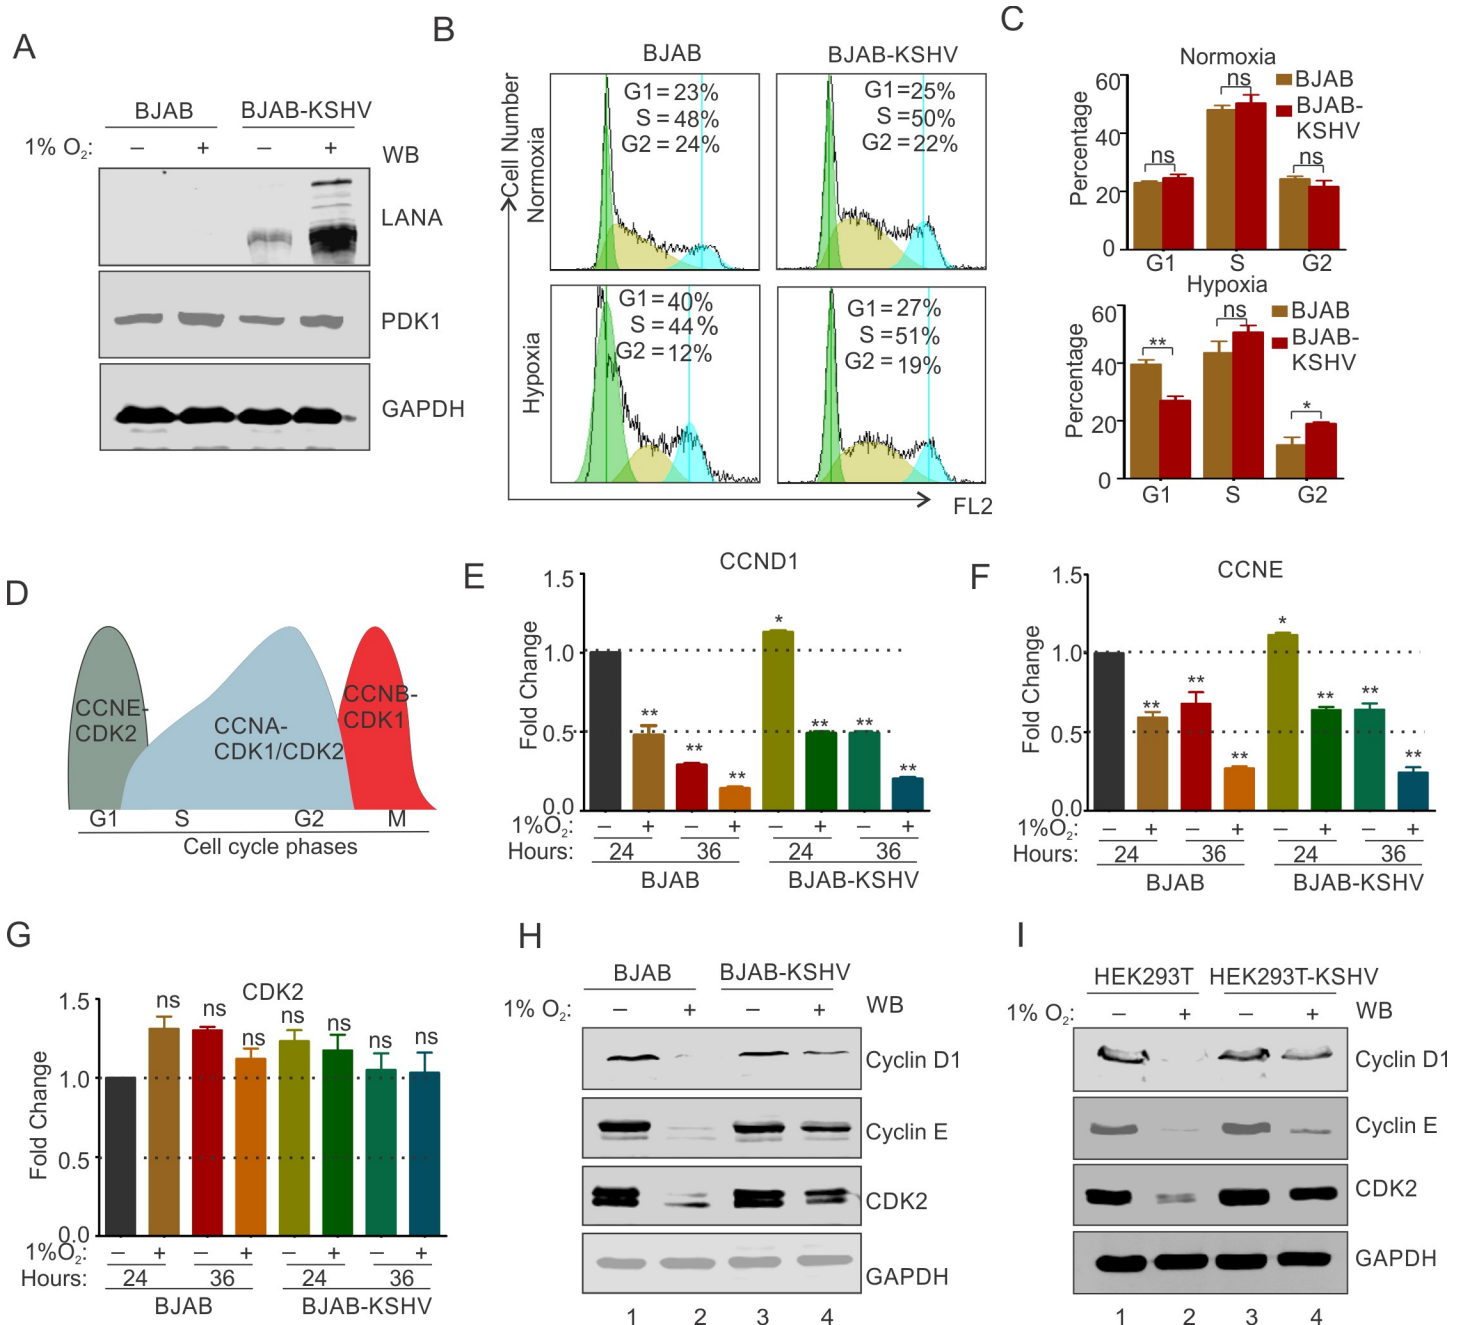 A
BJAB
BJAB-KSHV
1% O2:
– + – +
WB
LANA
PDK1
GAPDH
B
BJAB
BJAB-KSHV
Cell Number
Normoxia
Hypoxia
G1=23%
S=48%
G2=24%
G1=25%
S=50%
G2=22%
G1=40%
S=44%
G2=12%
G1=27%
S=51%
G2=19%
FL2
C
Normoxia
Percentage
60
40
20
0
ns
ns
ns
G1 S G2
BJAB
BJAB-
KSHV
Hypoxia
Percentage
60
40
20
0
**
ns
*
G1 S G2
BJAB
BJAB-
KSHV
D
CCNE-
CDK2
CCNA-
CDK1/CDK2
CCNB-
CDK1
G1 S G2 M
Cell cycle phases
E
CCND1
Fold Change
1.5
1.0
0.5
0.0
** ** ** * ** ** **
1%O2: – + – + – + – +
Hours: 24 36 24 36
BJAB BJAB-KSHV
F
CCNE
Fold Change
1.5
1.0
0.5
0.0
** ** ** * ** ** **
1%O2: – + – + – + – +
Hours: 24 36 24 36
BJAB BJAB-KSHV
G
CDK2
Fold Change
1.5
1.0
0.5
0.0
ns ns ns ns ns ns ns
1%O2: – + – + – + – +
Hours: 24 36 24 36
BJAB BJAB-KSHV
H
BJAB BJAB-KSHV
1% O2: – + – + WB
Cyclin D1
Cyclin E
CDK2
GAPDH
1 2 3 4
I
HEK293T HEK293T-KSHV
1% O2: – + – + WB
Cyclin D1
Cyclin E
CDK2
GAPDH
1 2 3 4